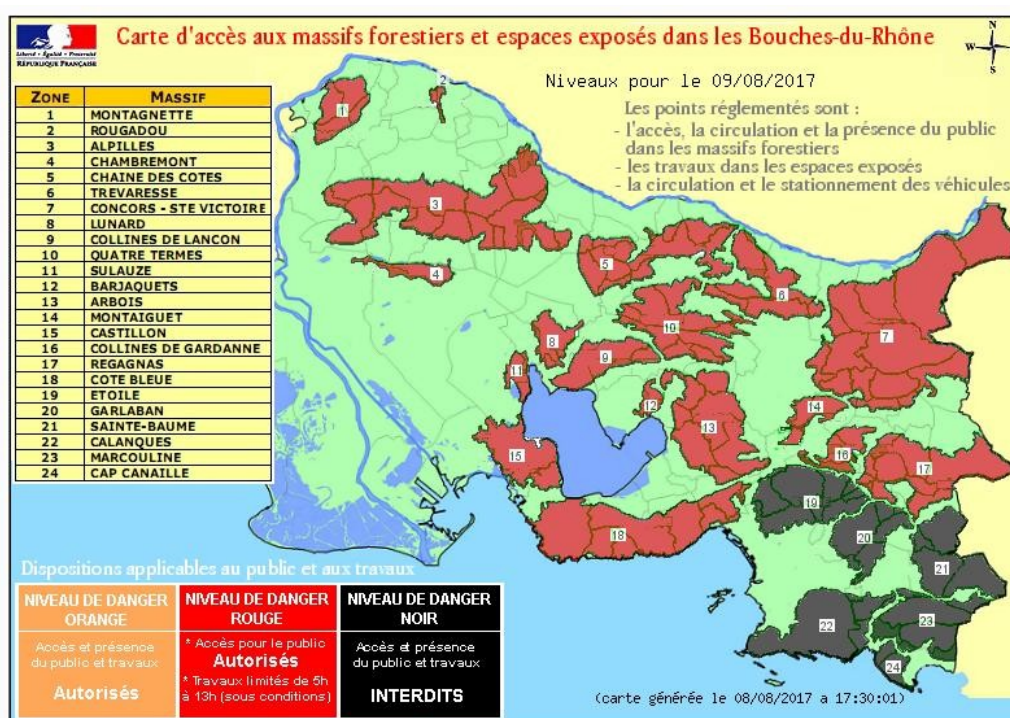 Carte d'accès aux massifs forestiers et espaces exposés dans les Bouches-du-Rhône
Liberté • Égalité • Fraternité
RÉPUBLIQUE FRANÇAISE
N
W
E
S
Niveaux pour le 09/08/2017
Les points réglementés sont :
- l'accès, la circulation et la présence du public
dans les massifs forestiers
- les travaux dans les espaces exposés
- la circulation et le stationnement des véhicules
ZONE MASSIF
1 MONTAGNETTE
2 ROUGADOU
3 ALPILLES
4 CHAMBREMONT
5 CHAINE DES COTES
6 TREVARESSE
7 CONCORS - STE VICTOIRE
8 LUNARD
9 COLLINES DE LANCON
10 QUATRE TERMES
11 SULAUZE
12 BARJAQUETS
13 ARBOIS
14 MONTAIGUET
15 CASTILLON
16 COLLINES DE GARDANNE
17 REGAGNAS
18 COTE BLEUE
19 ETOILE
20 GARLABAN
21 SAINTE-BAUME
22 CALANQUES
23 MARCOULINE
24 CAP CANAILLE
2
1
3
4
5
6
7
8
9
10
11
12
13
14
15
16
17
18
19
20
21
22
23
24
Dispositions applicables au public et aux travaux
NIVEAU DE DANGER
ORANGE
Accès et présence
du public et travaux
Autorisés
NIVEAU DE DANGER
ROUGE
* Accès pour le public
Autorisés
* Travaux limités de 5h
à 13h (sous conditions)
NIVEAU DE DANGER
NOIR
Accès et présence
du public et travaux
INTERDITS
(carte générée le 08/08/2017 a 17:30:01)